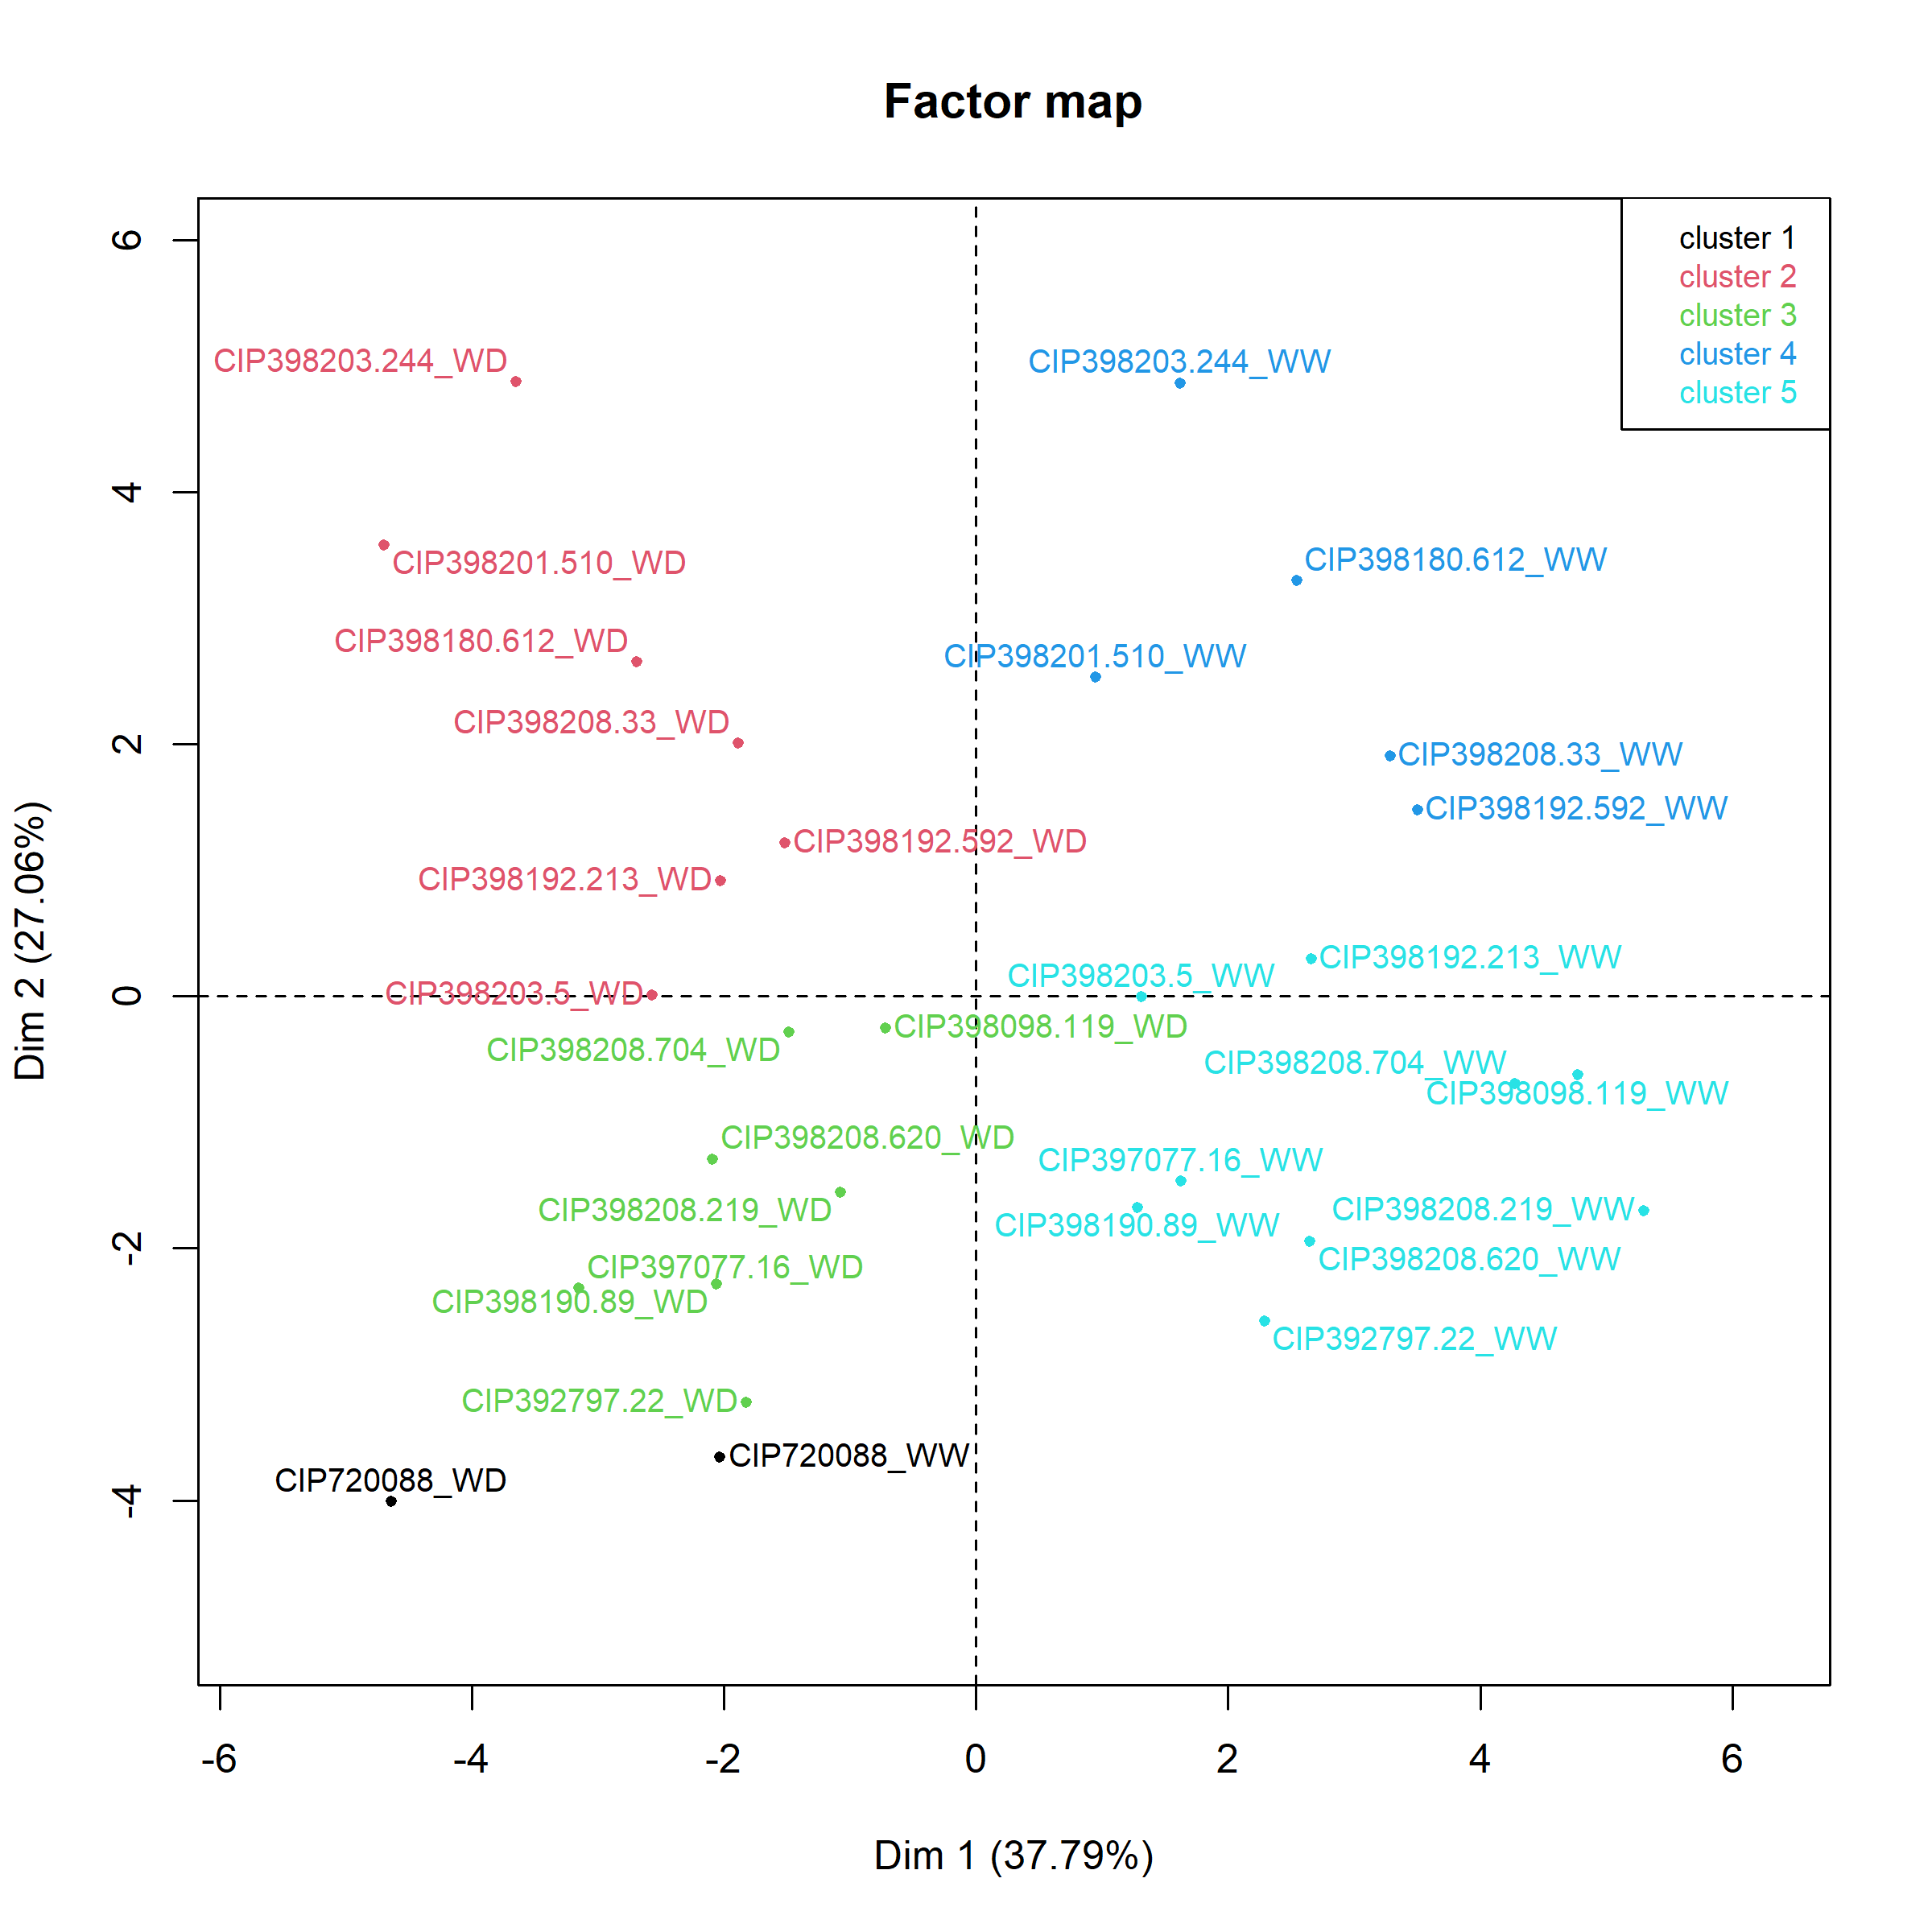 Factor map
cluster 1
cluster 2
cluster 3
cluster 4
cluster 5
CIP398203.244_WD
CIP398203.244_WW
CIP398201.510_WD
CIP398180.612_WW
CIP398180.612_WD
CIP398201.510_WW
CIP398208.33_WD
CIP398208.33_WW
CIP398192.592_WW
CIP398192.592_WD
CIP398192.213_WD
CIP398192.213_WW
CIP398203.5_WW
CIP398203.5_WD
CIP398098.119_WD
CIP398208.704_WD
CIP398208.704_WW
CIP398098.119_WW
CIP398208.620_WD
CIP397077.16_WW
CIP398208.219_WD
CIP398208.219_WW
CIP398190.89_WW
CIP398208.620_WW
CIP397077.16_WD
CIP398190.89_WD
CIP392797.22_WW
CIP392797.22_WD
CIP720088_WW
CIP720088_WD
6
4
2
0
-2
-4
Dim 2 (27.06%)
-6 -4 -2 0 2 4 6
Dim 1 (37.79%)